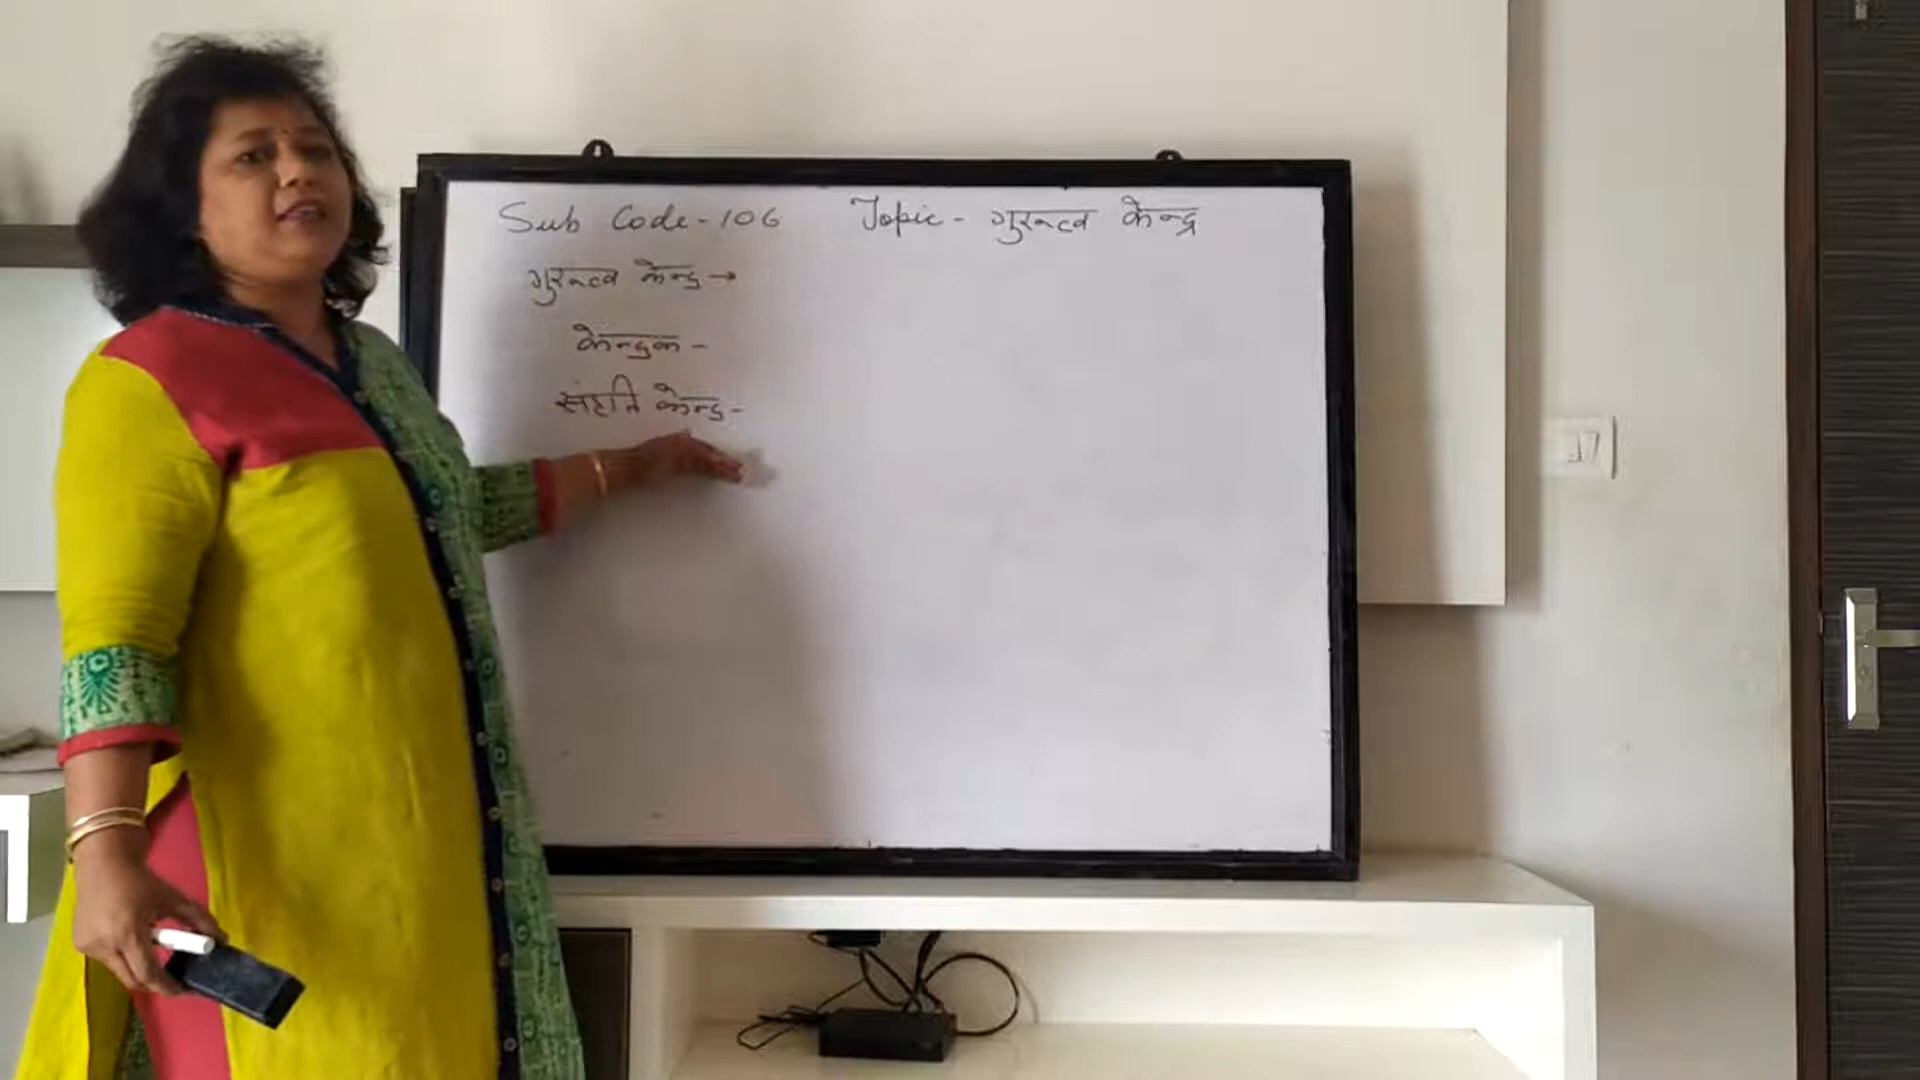 Sub Code-106 Topic- गुरूत्व केन्द्र
गुरूत्व केन्द्र →
केन्द्रक -
संहति केन्द्र -